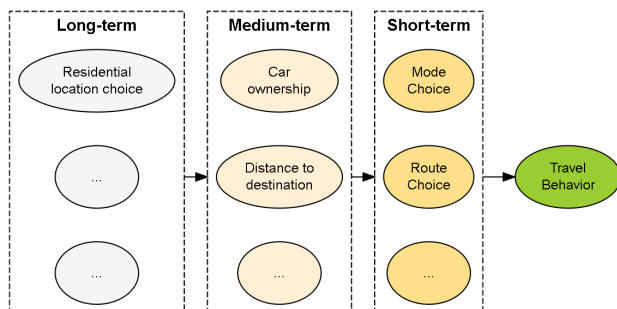 Long-term
Medium-term
Short-term
Residential
location choice
Car
ownership
Mode
Choice
...
Distance to
destination
Route
Choice
Travel
Behavior
...
...
...